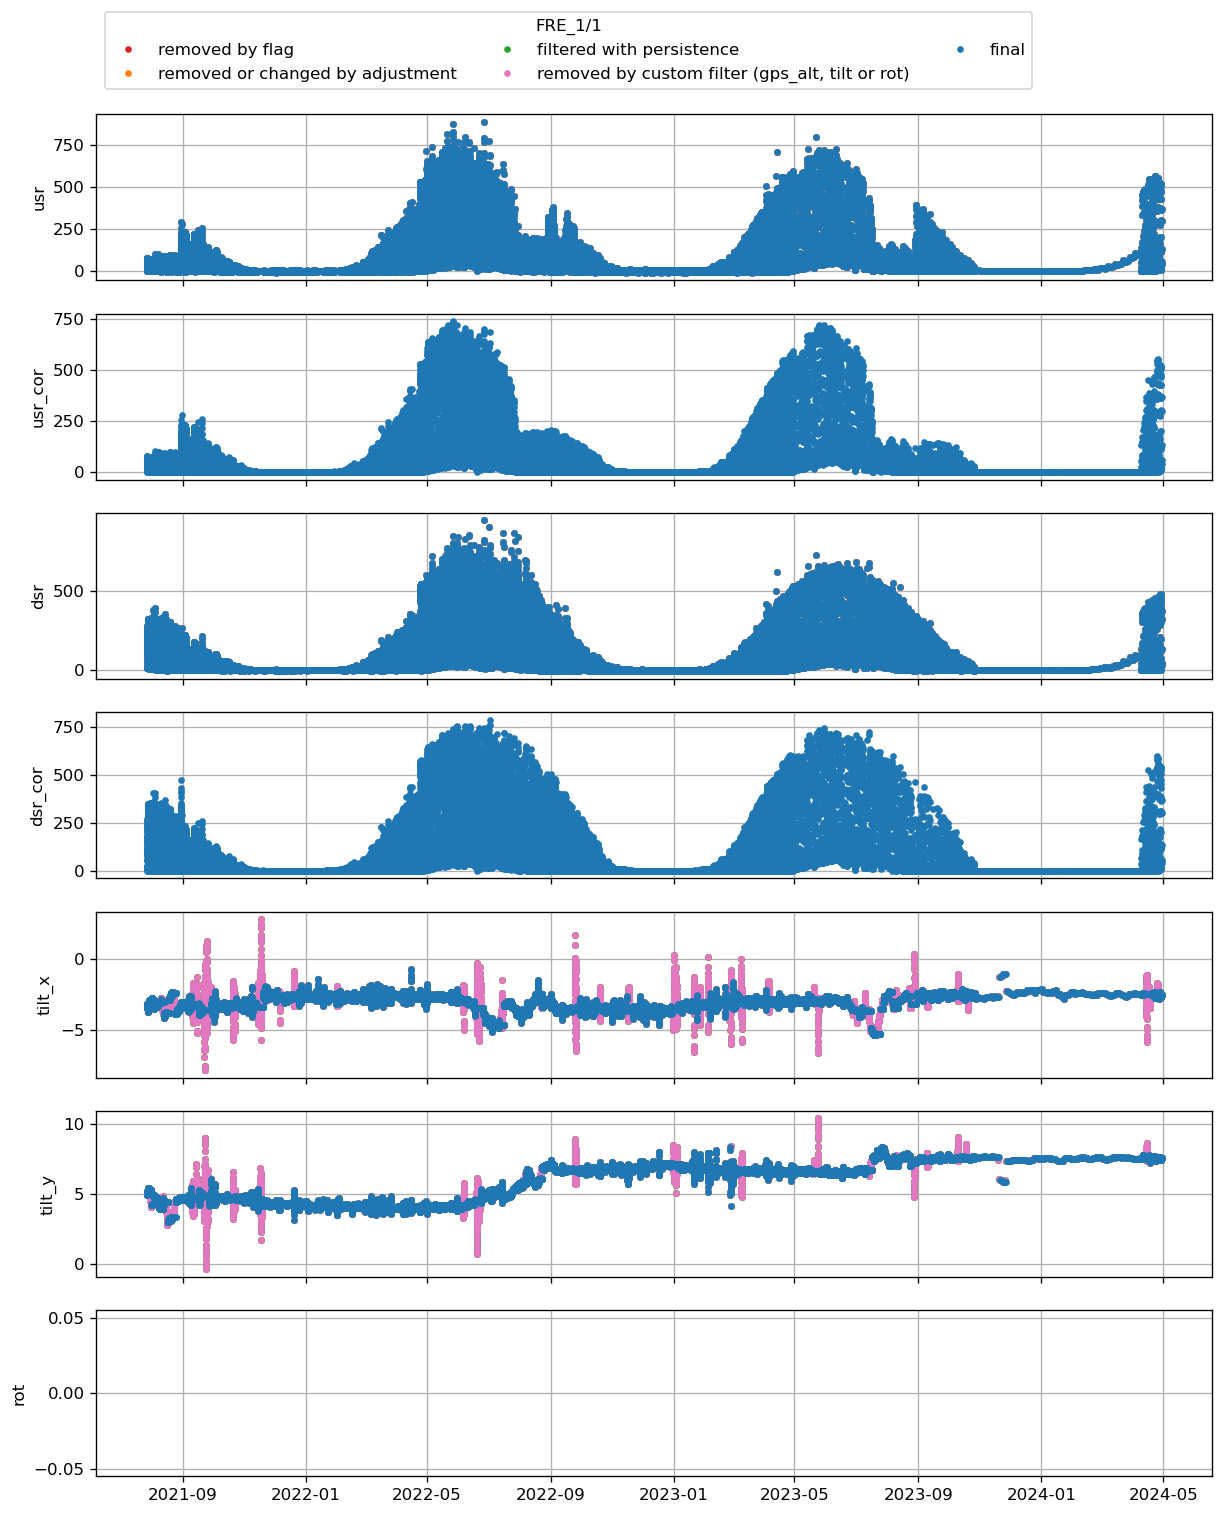 FRE_1/1
removed by flag
filtered with persistence
final
removed or changed by adjustment
removed by custom filter (gps_alt, tilt or rot)
750
500
250
0
usr
750
500
250
0
usr_cor
500
0
dsr
750
500
250
0
dsr_cor
0
−5
tilt_x
10
5
0
tilt_y
0.05
0.00
−0.05
rot
2021-09
2022-01
2022-05
2022-09
2023-01
2023-05
2023-09
2024-01
2024-05